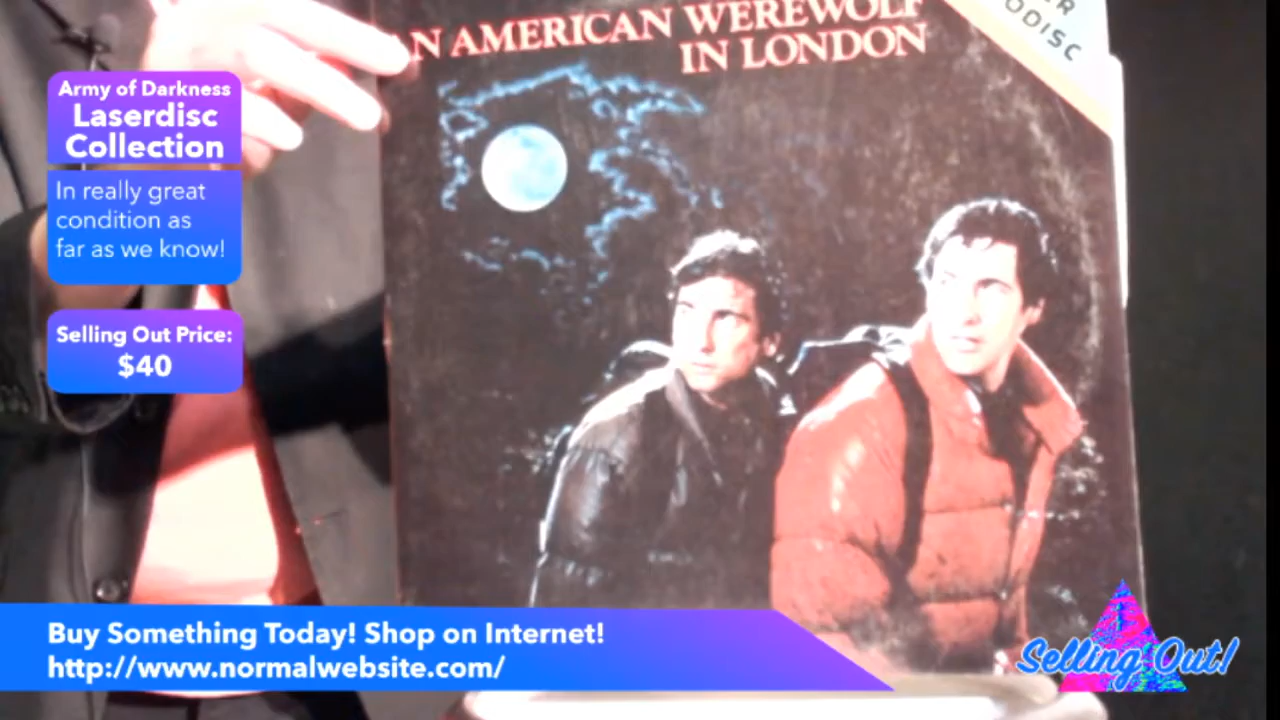 AN AMERICAN WEREWOLF
IN LONDON
Army of Darkness
Laserdisc
Collection
In really great
condition as
far as we know!
Selling Out Price:
$40
Buy Something Today! Shop on Internet!
http://www.normalwebsite.com/
Selling Out!